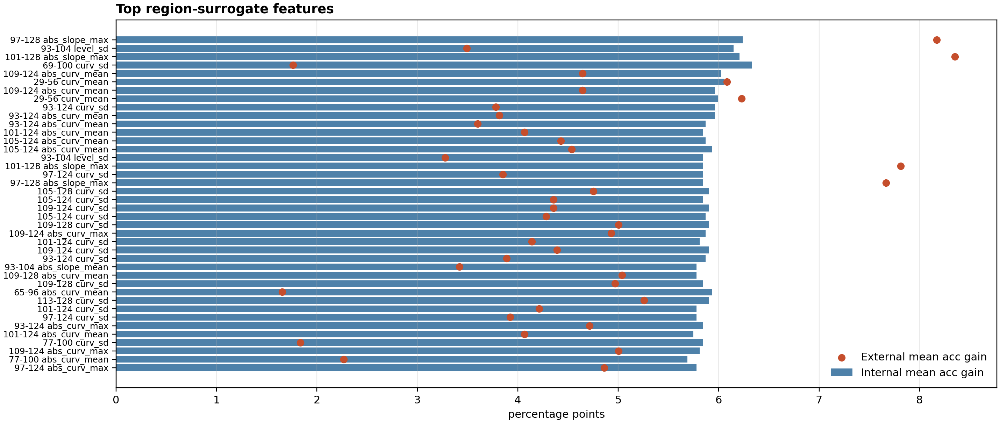 Top region-surrogate features
97-128 abs_slope_max
93-104 level_sd
101-128 abs_slope_max
69-100 curv_sd
109-124 abs_curv_mean
29-56 curv_mean
109-124 abs_curv_mean
29-56 curv_mean
93-124 curv_sd
93-124 abs_curv_mean
93-124 abs_curv_mean
101-124 abs_curv_mean
105-124 abs_curv_mean
105-124 abs_curv_mean
93-104 level_sd
101-128 abs_slope_max
97-124 curv_sd
97-128 abs_slope_max
105-128 curv_sd
105-124 curv_sd
109-124 curv_sd
105-124 curv_sd
109-128 curv_sd
109-124 abs_curv_max
101-124 curv_sd
109-124 curv_sd
93-124 curv_sd
93-104 abs_slope_mean
109-128 abs_curv_mean
109-128 curv_sd
65-96 abs_curv_mean
113-128 curv_sd
101-124 curv_sd
97-124 curv_sd
93-124 abs_curv_max
101-124 abs_curv_mean
77-100 curv_sd
109-124 abs_curv_max
77-100 abs_curv_mean
97-124 abs_curv_max
External mean acc gain
Internal mean acc gain
0 1 2 3 4 5 6 7 8
percentage points